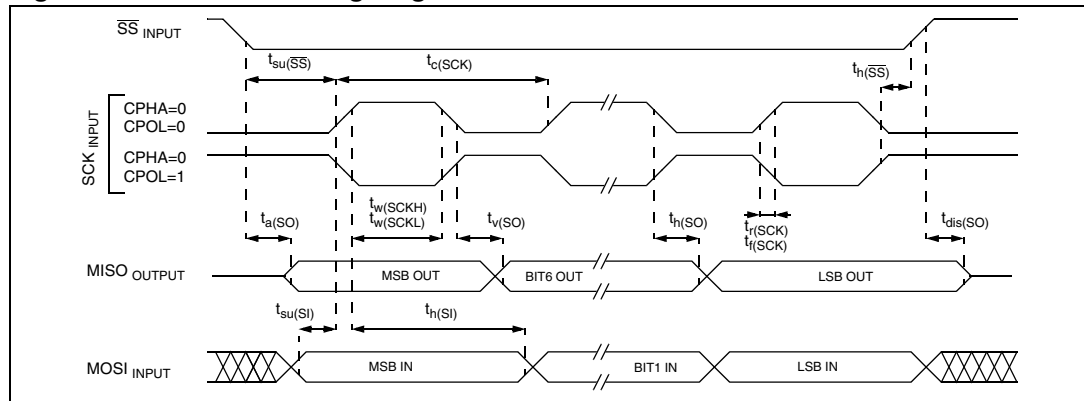 SS INPUT
tsu(SS)
tc(SCK)
th(SS)
SCK INPUT
CPHA=0
CPOL=0
CPHA=0
CPOL=1
ta(SO)
tw(SCKH)
tw(SCKL)
tv(SO)
th(SO)
tr(SCK)
tf(SCK)
tdis(SO)
MISO OUTPUT
MSB OUT
BIT6 OUT
LSB OUT
tsu(SI)
th(SI)
MOSI INPUT
MSB IN
BIT1 IN
LSB IN